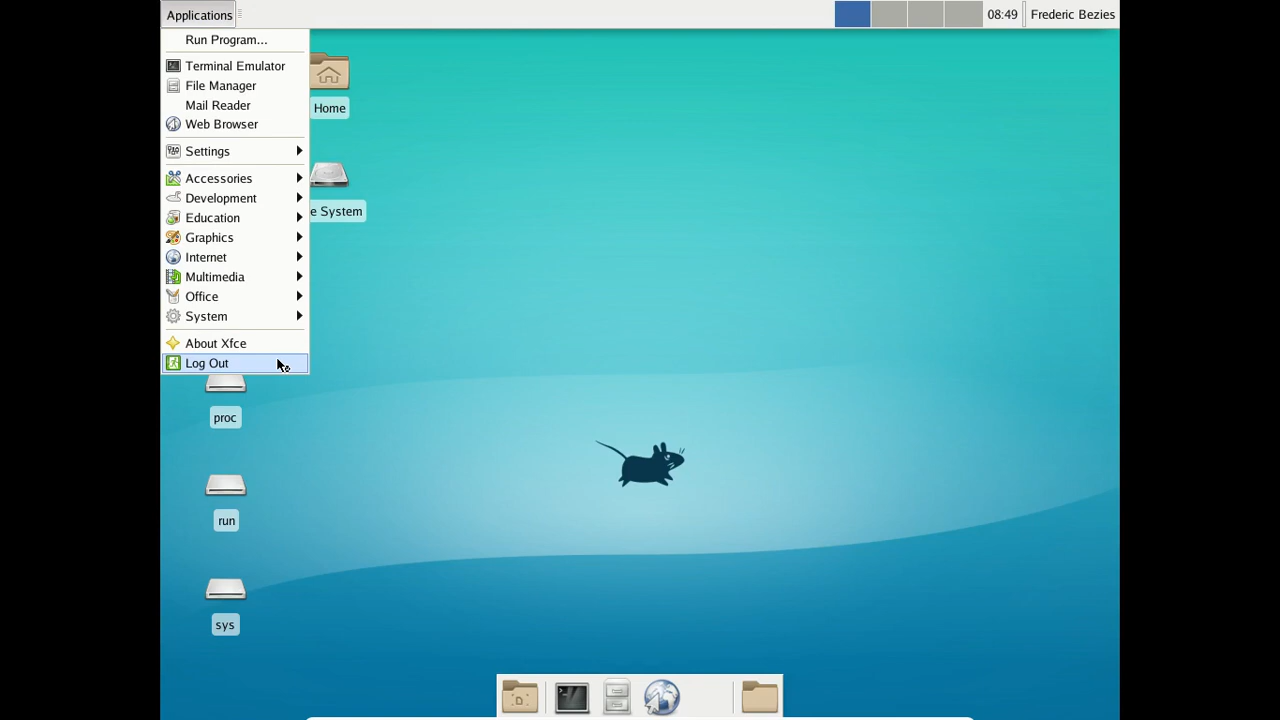 Applications
08:49
Frederic Bezies
Run Program...
Terminal Emulator
File Manager
Mail Reader
Web Browser
Settings
Accessories
Development
Education
Graphics
Internet
Multimedia
Office
System
About Xfce
Log Out
Home
e System
proc
run
sys